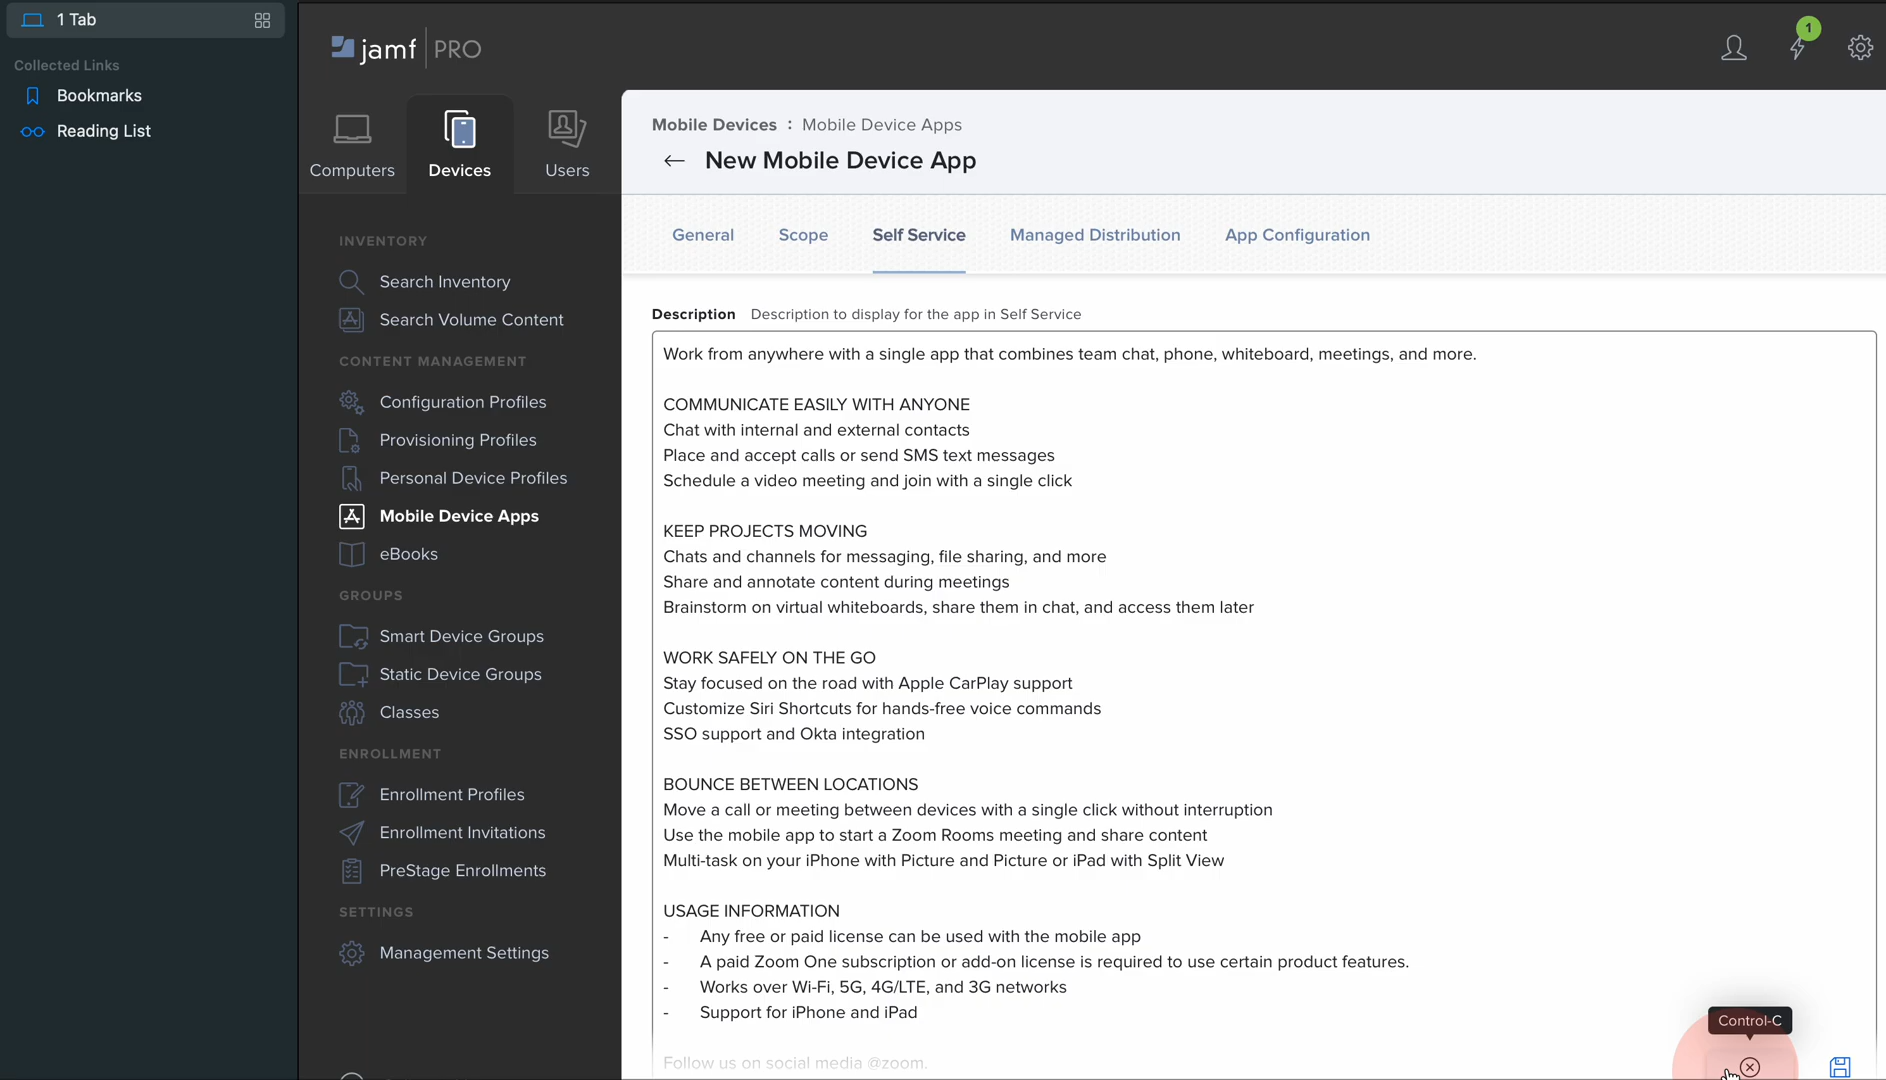 1 Tab
Collected Links
Bookmarks
Reading List
jamf PRO
1
Computers
Devices
Users
INVENTORY
Search Inventory
Search Volume Content
CONTENT MANAGEMENT
Configuration Profiles
Provisioning Profiles
Personal Device Profiles
Mobile Device Apps
eBooks
GROUPS
Smart Device Groups
Static Device Groups
Classes
ENROLLMENT
Enrollment Profiles
Enrollment Invitations
PreStage Enrollments
SETTINGS
Management Settings
Mobile Devices : Mobile Device Apps
← New Mobile Device App
General Scope Self Service Managed Distribution App Configuration
Description Description to display for the app in Self Service
Work from anywhere with a single app that combines team chat, phone, whiteboard, meetings, and more.
COMMUNICATE EASILY WITH ANYONE
Chat with internal and external contacts
Place and accept calls or send SMS text messages
Schedule a video meeting and join with a single click
KEEP PROJECTS MOVING
Chats and channels for messaging, file sharing, and more
Share and annotate content during meetings
Brainstorm on virtual whiteboards, share them in chat, and access them later
WORK SAFELY ON THE GO
Stay focused on the road with Apple CarPlay support
Customize Siri Shortcuts for hands-free voice commands
SSO support and Okta integration
BOUNCE BETWEEN LOCATIONS
Move a call or meeting between devices with a single click without interruption
Use the mobile app to start a Zoom Rooms meeting and share content
Multi-task on your iPhone with Picture and Picture or iPad with Split View
USAGE INFORMATION
- Any free or paid license can be used with the mobile app
- A paid Zoom One subscription or add-on license is required to use certain product features.
- Works over Wi-Fi, 5G, 4G/LTE, and 3G networks
- Support for iPhone and iPad
Follow us on social media @zoom.
Control-C